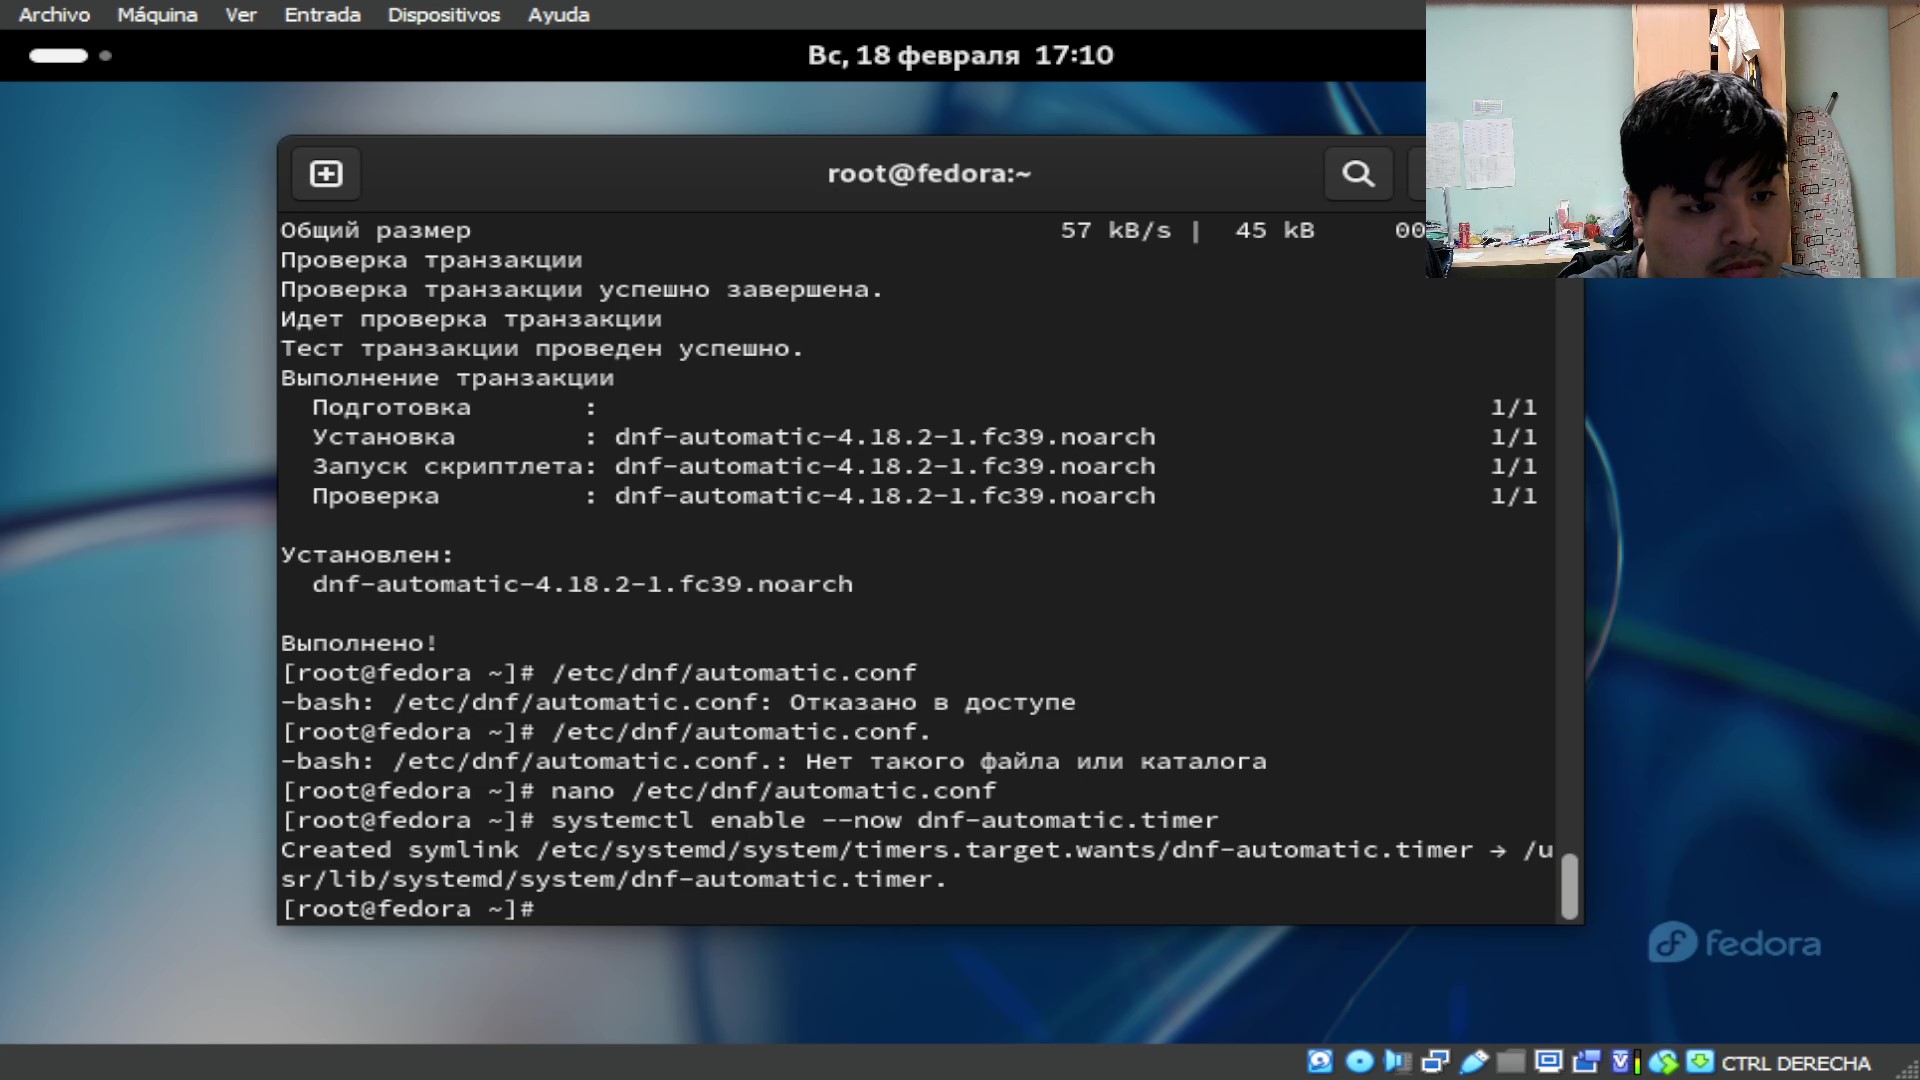 Archivo Máquina Ver Entrada Dispositivos Ayuda
Вс, 18 февраля 17:10
root@fedora:~
Общий размер 57 kB/s | 45 kB 00
Проверка транзакции
Проверка транзакции успешно завершена.
Идет проверка транзакции
Тест транзакции проведен успешно.
Выполнение транзакции
Подготовка : 1/1
Установка : dnf-automatic-4.18.2-1.fc39.noarch 1/1
Запуск скриптлета: dnf-automatic-4.18.2-1.fc39.noarch 1/1
Проверка : dnf-automatic-4.18.2-1.fc39.noarch 1/1
Установлен:
dnf-automatic-4.18.2-1.fc39.noarch
Выполнено!
[root@fedora ~]# /etc/dnf/automatic.conf
-bash: /etc/dnf/automatic.conf: Отказано в доступе
[root@fedora ~]# /etc/dnf/automatic.conf.
-bash: /etc/dnf/automatic.conf.: Нет такого файла или каталога
[root@fedora ~]# nano /etc/dnf/automatic.conf
[root@fedora ~]# systemctl enable --now dnf-automatic.timer
Created symlink /etc/systemd/system/timers.target.wants/dnf-automatic.timer → /u
sr/lib/systemd/system/dnf-automatic.timer.
[root@fedora ~]#
fedora
CTRL DERECHA